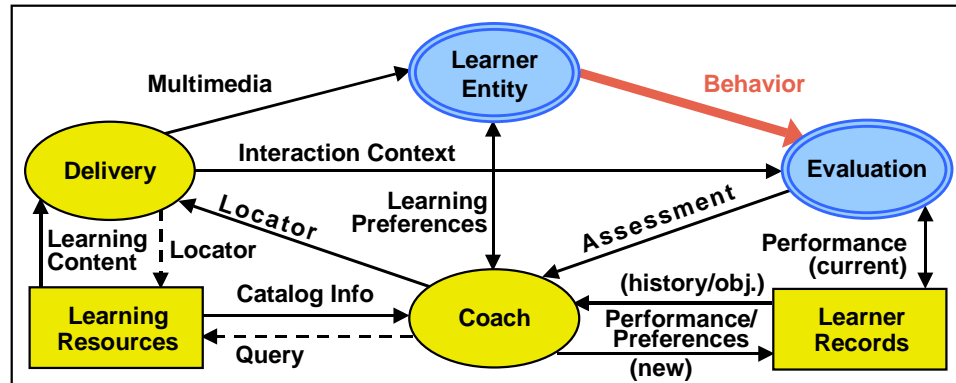 Learner
Entity
Multimedia
Behavior
Interaction Context
Delivery
Evaluation
Learning
Preferences
Locator
Assessment
Learning
Content
Locator
Performance
(current)
Catalog Info
(history/obj.)
Learning
Resources
Coach
Performance/
Preferences
Learner
Records
Query
(new)